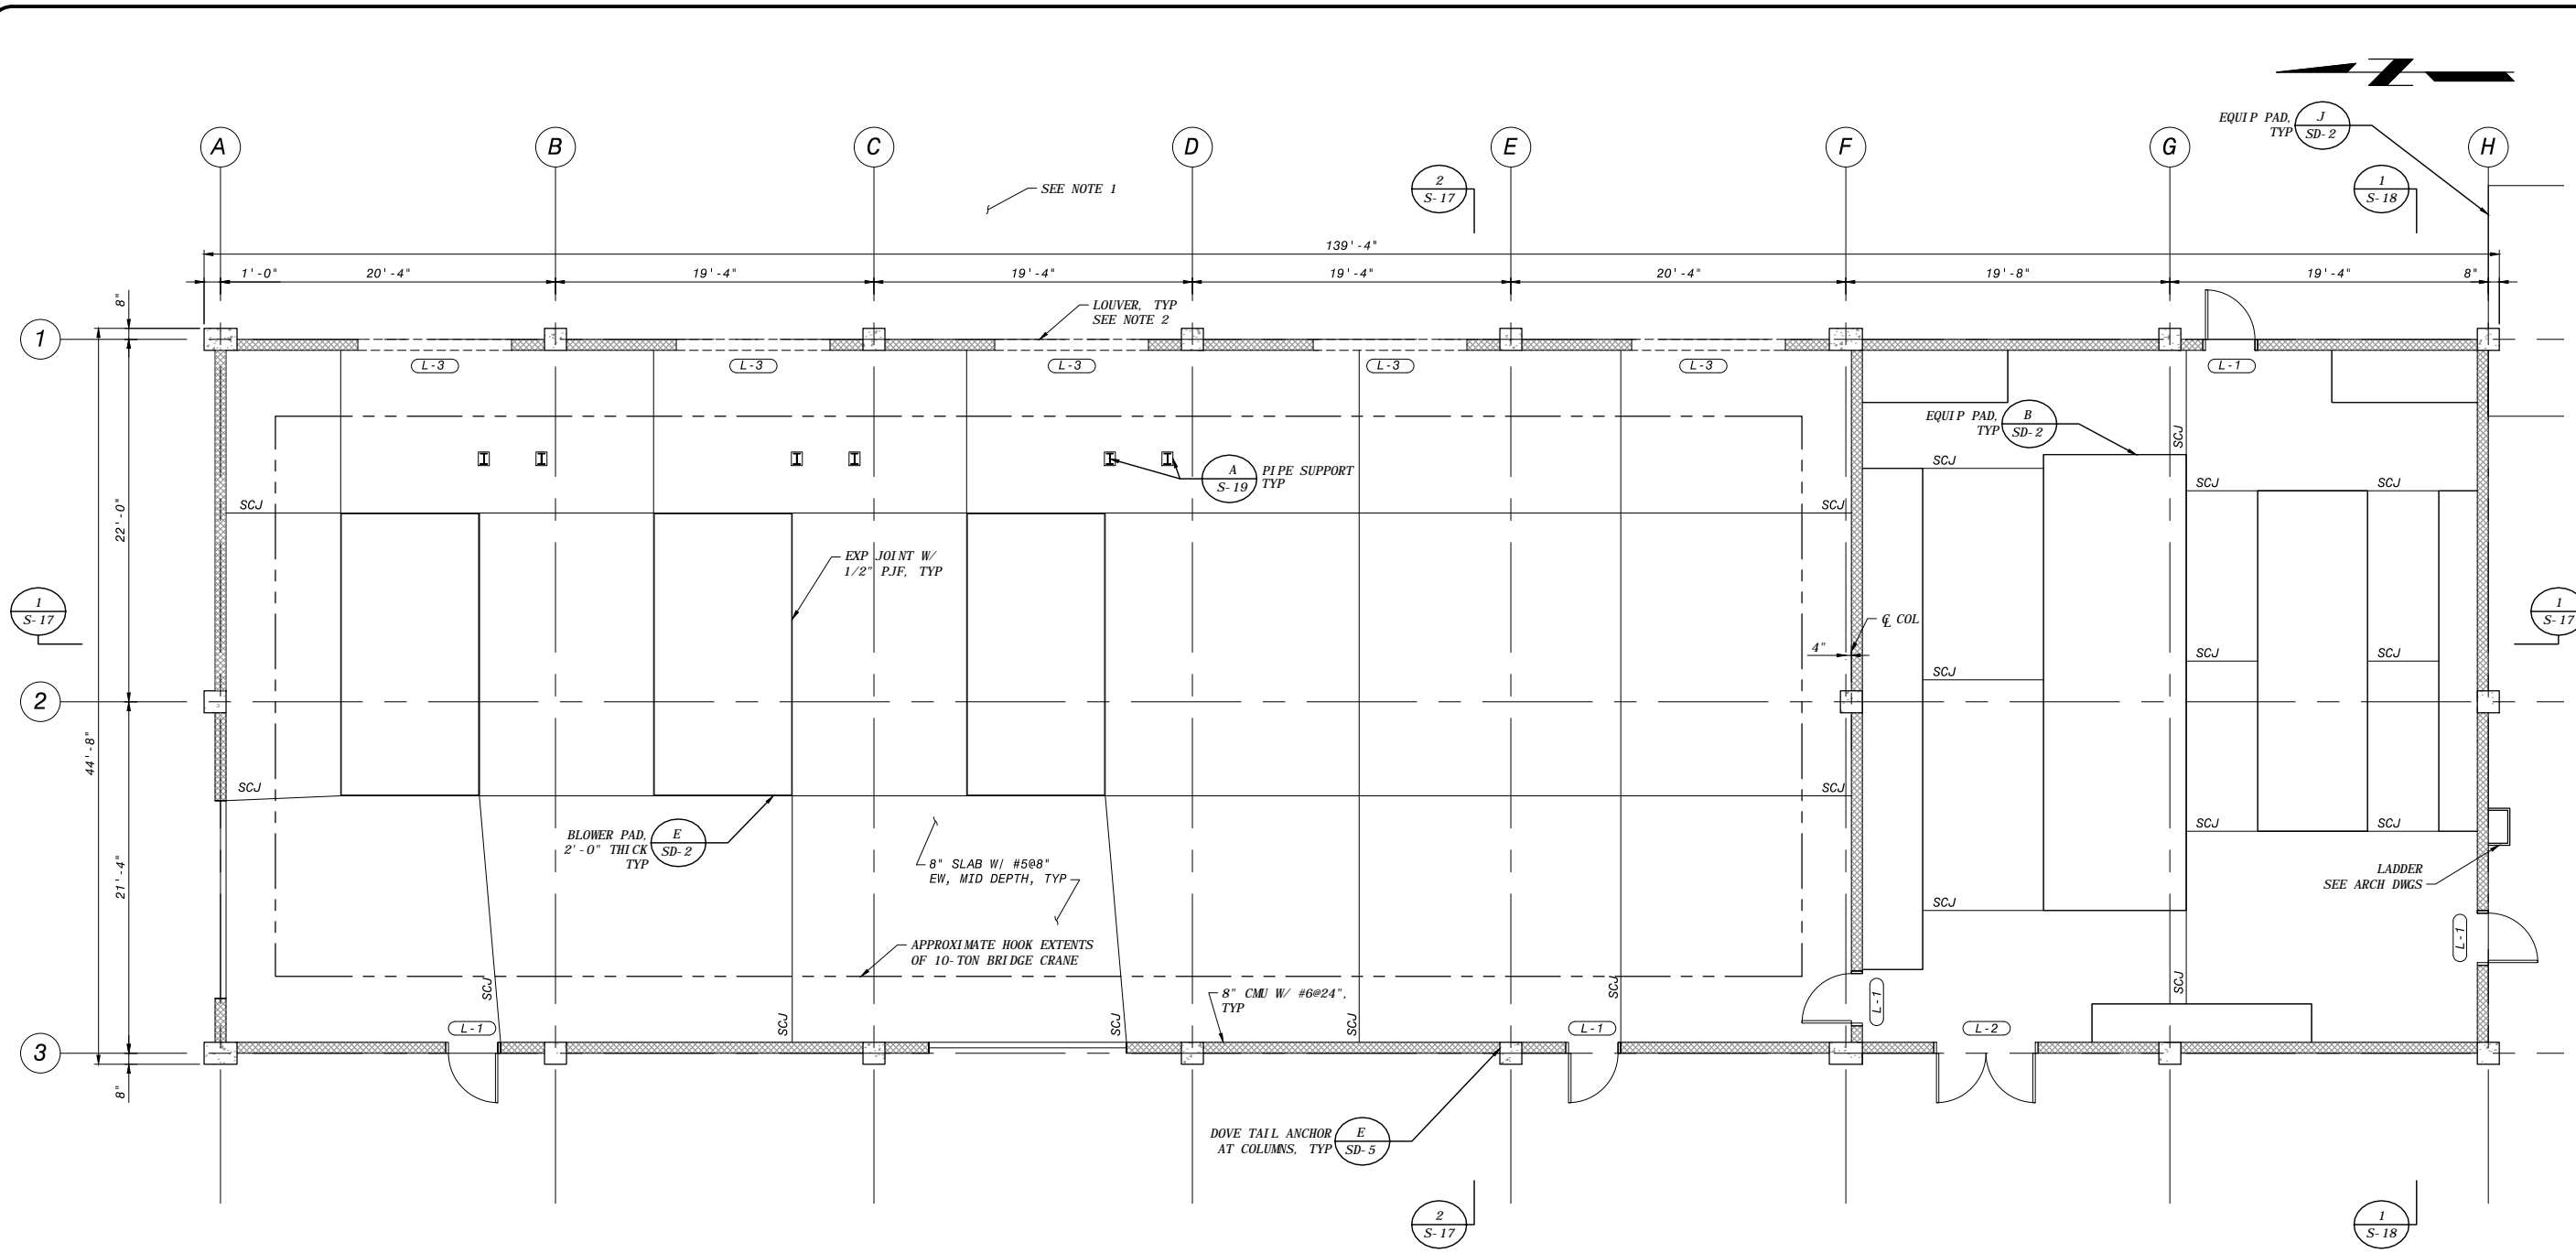 EQUIP PAD,
TYP
J
SD-2
A
B
C
D
E
F
G
H
2
S-17
1
S-18
SEE NOTE 1
139'-4"
1'-0"
20'-4"
19'-4"
19'-4"
19'-4"
20'-4"
19'-8"
19'-4"
8"
8"
LOUVER, TYP
SEE NOTE 2
1
L-3
L-3
L-3
L-3
L-3
L-1
EQUIP PAD,
TYP
B
SD-2
SCJ
SCJ
A
S-19
PIPE SUPPORT
TYP
SCJ
SCJ
SCJ
SCJ
22'-0"
EXP JOINT W/
1/2" PJF, TYP
1
S-17
1
S-17
℄ COL
4"
SCJ
SCJ
SCJ
2
44'-8"
SCJ
SCJ
BLOWER PAD,
2'-0" THICK
TYP
E
SD-2
SCJ
SCJ
8" SLAB W/ #5@8"
EW, MID DEPTH, TYP
LADDER
SEE ARCH DWGS
21'-4"
SCJ
L-1
APPROXIMATE HOOK EXTENTS
OF 10-TON BRIDGE CRANE
SCJ
SCJ
SCJ
8" CMU W/ #6@24",
TYP
L-1
SCJ
SCJ
SCJ
L-1
L-1
L-2
3
8"
DOVE TAIL ANCHOR
AT COLUMNS, TYP
E
SD-5
2
S-17
1
S-18